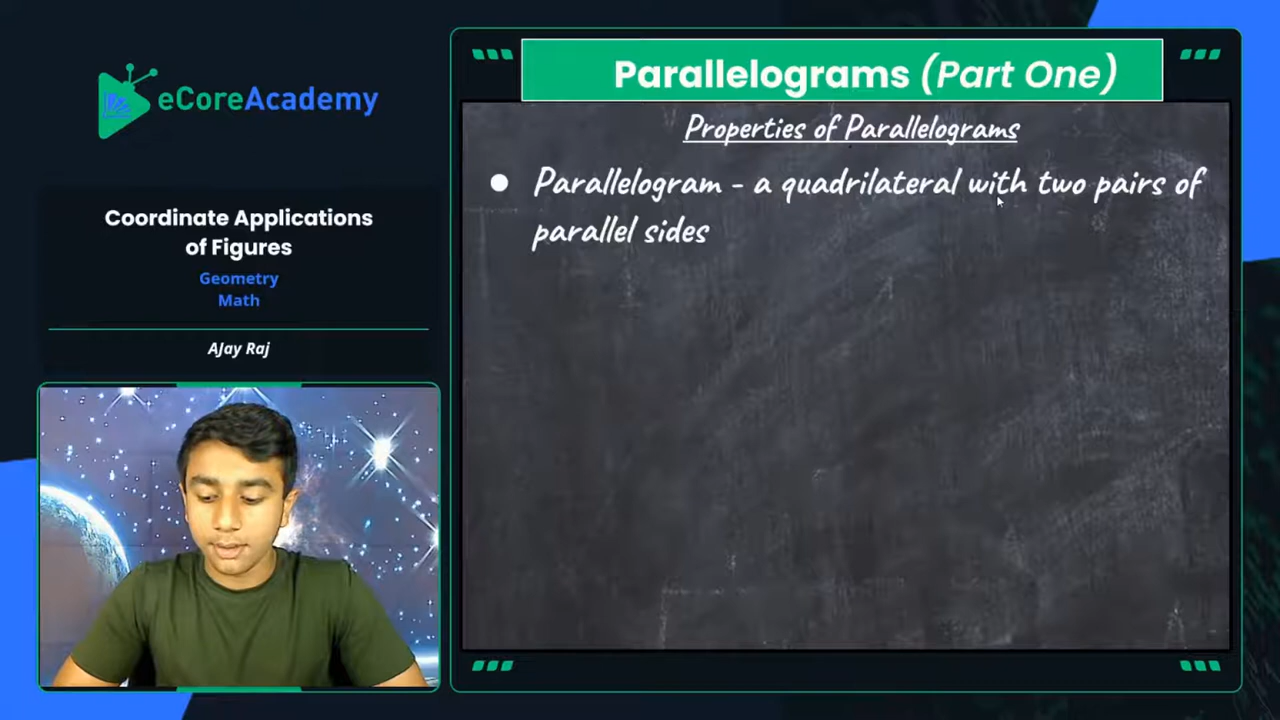 eCoreAcademy
Coordinate Applications
of Figures
Geometry
Math
AJay Raj
Parallelograms (Part One)
Properties of Parallelograms
● Parallelogram - a quadrilateral with two pairs of
parallel sides